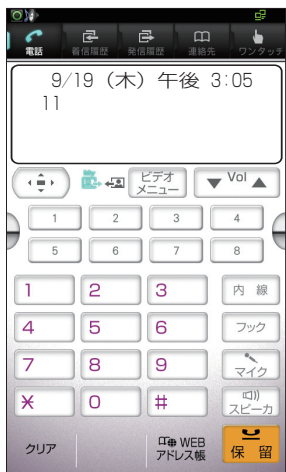 電話 着信履歴 発信履歴 連絡先 ワンタッチ
9/19（木）午後 3:05
11
ビデオ
メニュー
▼ Vol ▲
1 2 3 4
5 6 7 8
1 2 3 内 線
4 5 6 フック
7 8 9 マイク
＊ 0 # スピーカ
クリア
WEB
アドレス帳
保 留